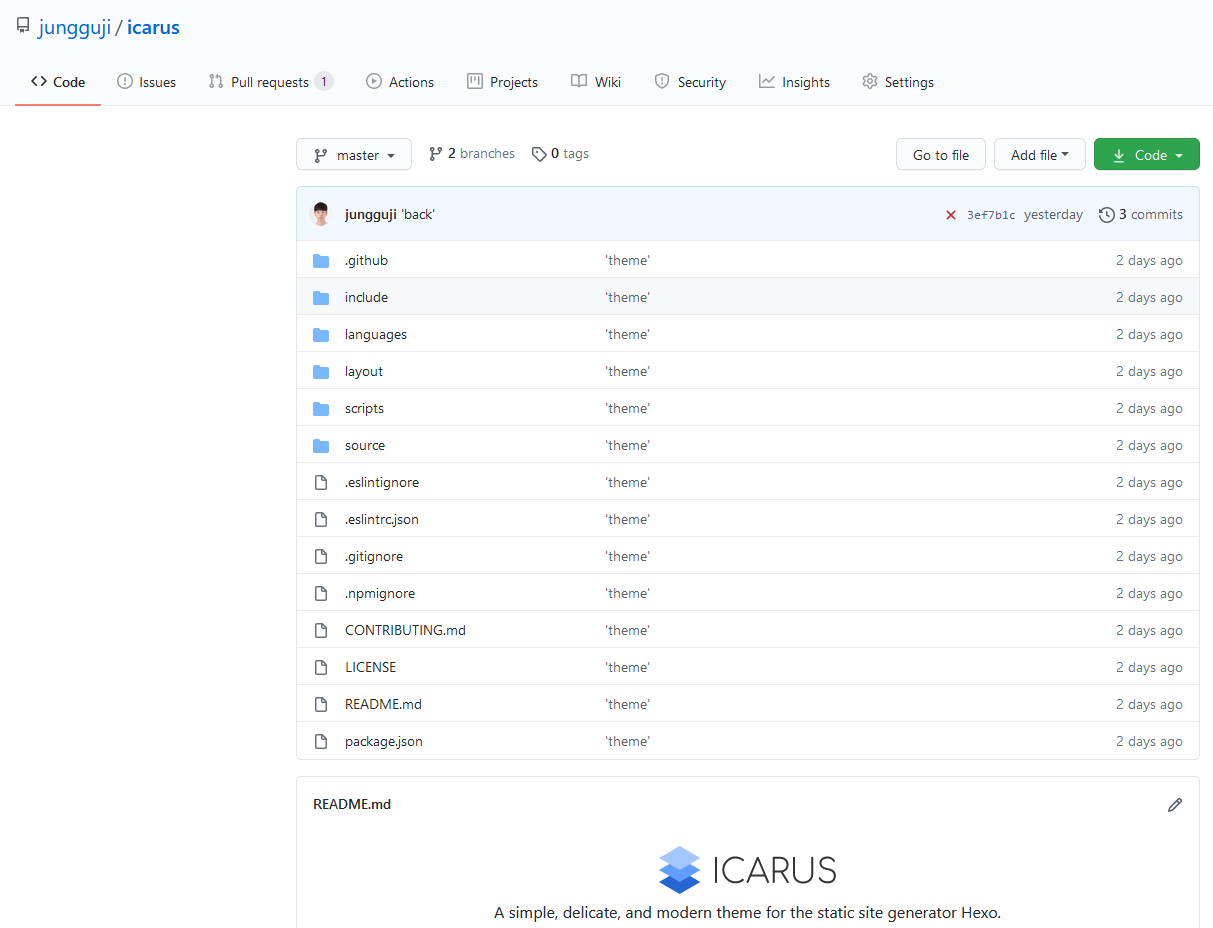 jungguji / icarus
Code Issues Pull requests 1 Actions Projects Wiki Security Insights Settings
master 2 branches 0 tags Go to file Add file Code
jungguji 'back' 3ef7b1c yesterday 3 commits
.github 'theme' 2 days ago
include 'theme' 2 days ago
languages 'theme' 2 days ago
layout 'theme' 2 days ago
scripts 'theme' 2 days ago
source 'theme' 2 days ago
.eslintignore 'theme' 2 days ago
.eslintrc.json 'theme' 2 days ago
.gitignore 'theme' 2 days ago
.npmignore 'theme' 2 days ago
CONTRIBUTING.md 'theme' 2 days ago
LICENSE 'theme' 2 days ago
README.md 'theme' 2 days ago
package.json 'theme' 2 days ago
README.md
ICARUS
A simple, delicate, and modern theme for the static site generator Hexo.